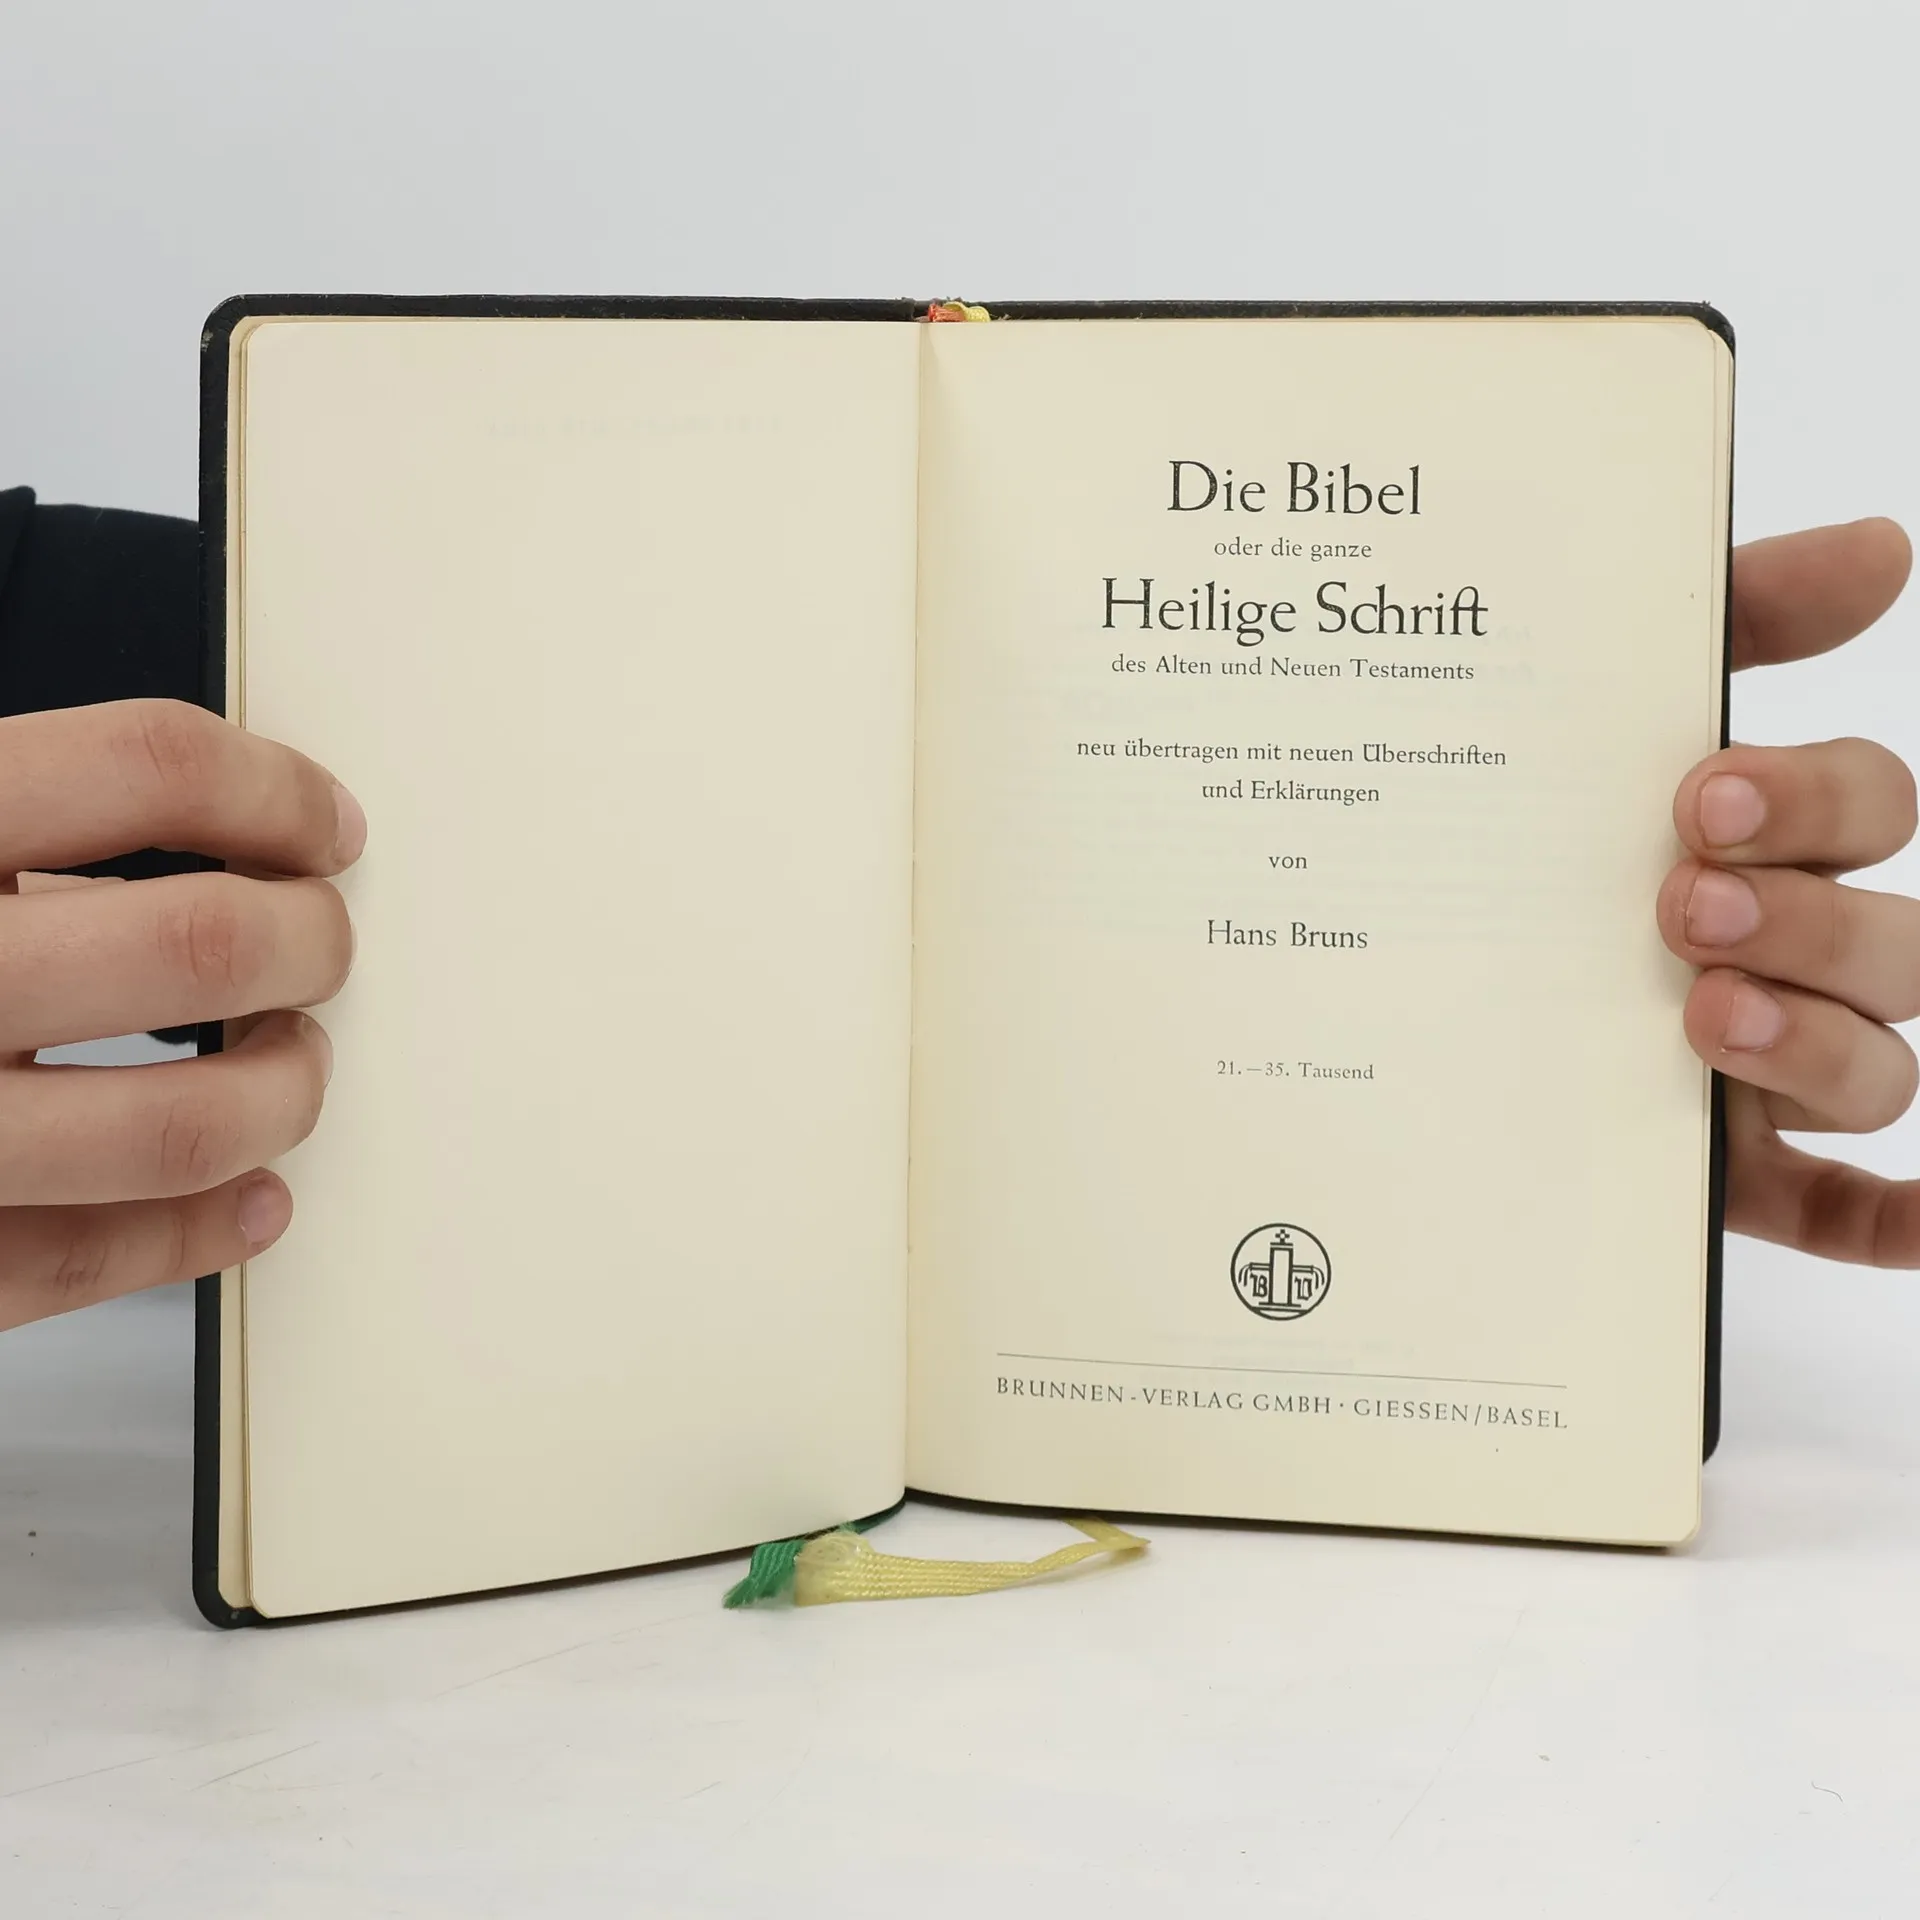 Die Bibel
oder die ganze
Heilige Schrift
des Alten und Neuen Testaments
neu übertragen mit neuen Überschriften
und Erklärungen
von
Hans Bruns
21.—35. Tausend
B V
BRUNNEN-VERLAG GMBH · GIESSEN/BASEL